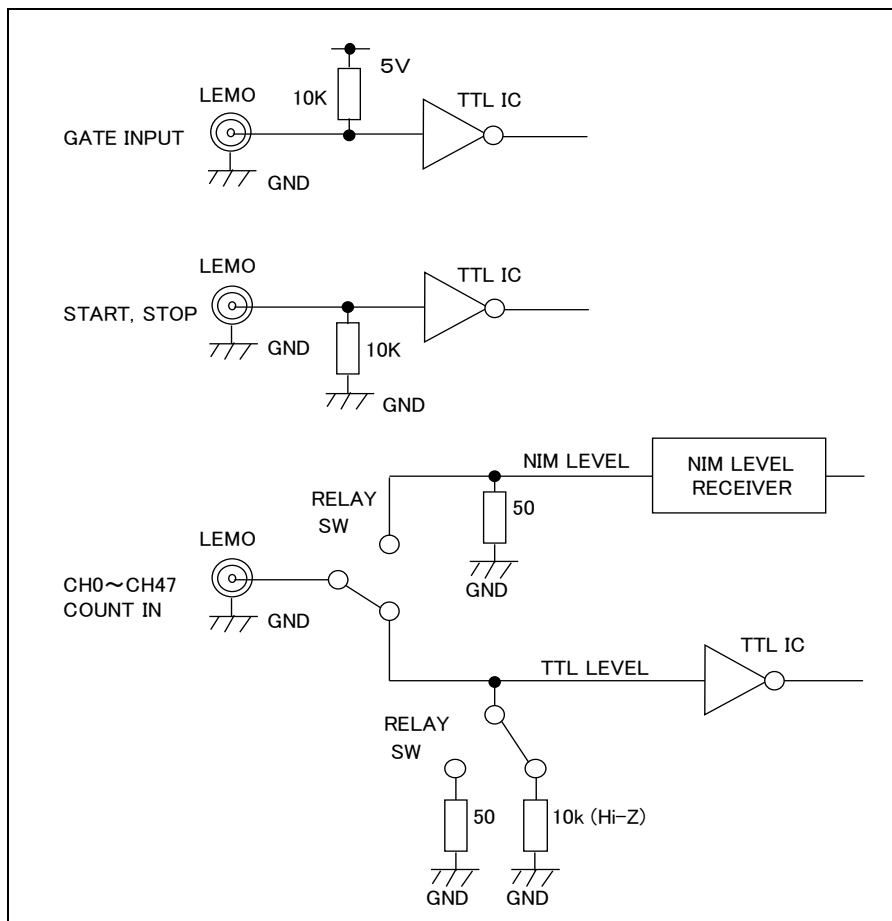 5V
LEMO
10K
TTL IC
GATE INPUT
GND
LEMO
TTL IC
START, STOP
GND
10K
GND
NIM LEVEL
NIM LEVEL
RECEIVER
RELAY
SW
50
LEMO
GND
CH0～CH47
COUNT IN
GND
TTL IC
TTL LEVEL
RELAY
SW
50
10k (Hi-Z)
GND
GND